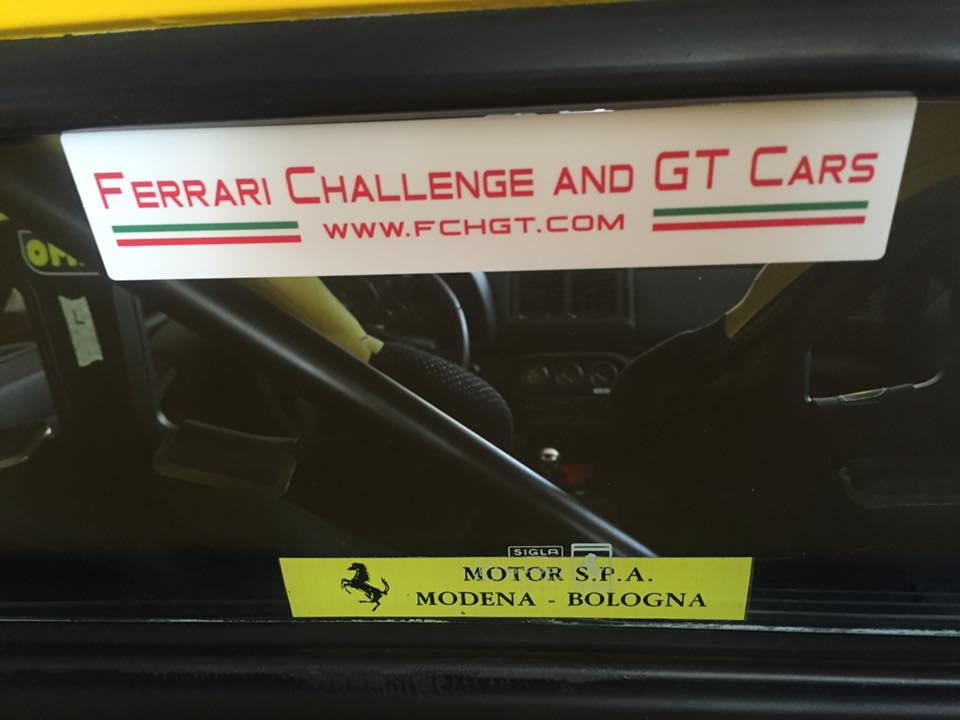 FERRARI CHALLENGE AND GT CARS
WWW.FCHGT.COM
L
SIGLA
MOTOR S.P.A.
MODENA - BOLOGNA